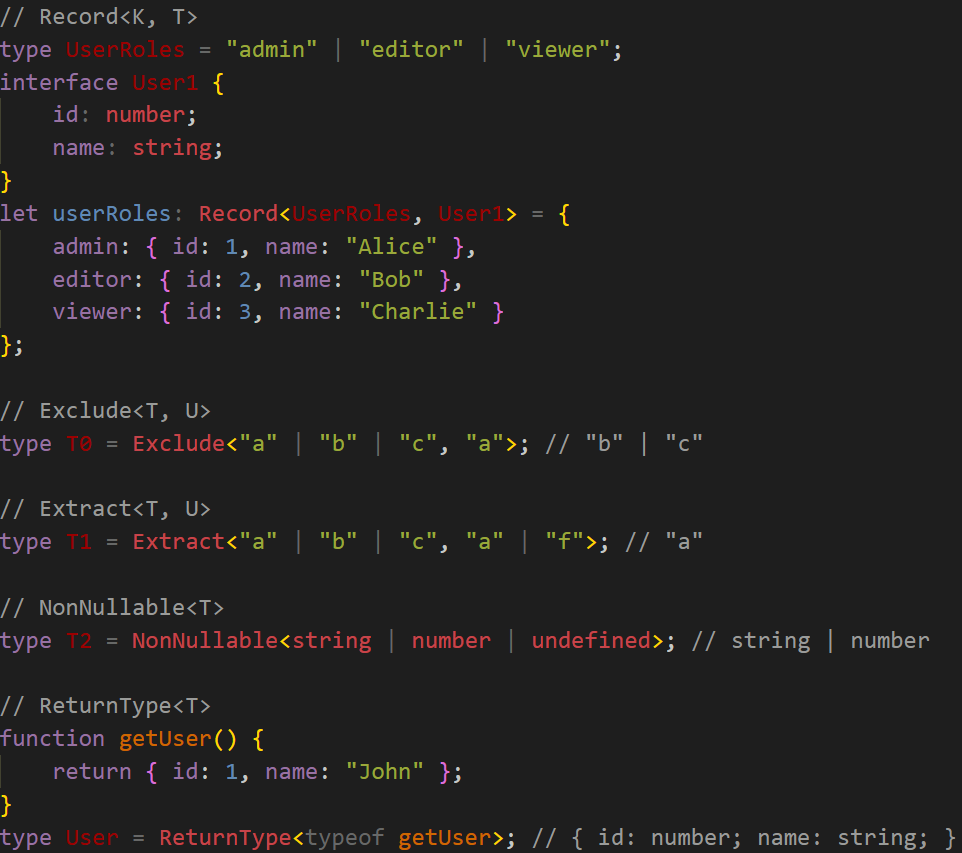 // Record<K, T>
type UserRoles = "admin" | "editor" | "viewer";
interface User1 {
    id: number;
    name: string;
}
let userRoles: Record<UserRoles, User1> = {
    admin: { id: 1, name: "Alice" },
    editor: { id: 2, name: "Bob" },
    viewer: { id: 3, name: "Charlie" }
};

// Exclude<T, U>
type T0 = Exclude<"a" | "b" | "c", "a">; // "b" | "c"

// Extract<T, U>
type T1 = Extract<"a" | "b" | "c", "a" | "f">; // "a"

// NonNullable<T>
type T2 = NonNullable<string | number | undefined>; // string | number

// ReturnType<T>
function getUser() {
    return { id: 1, name: "John" };
}
type User = ReturnType<typeof getUser>; // { id: number; name: string; }